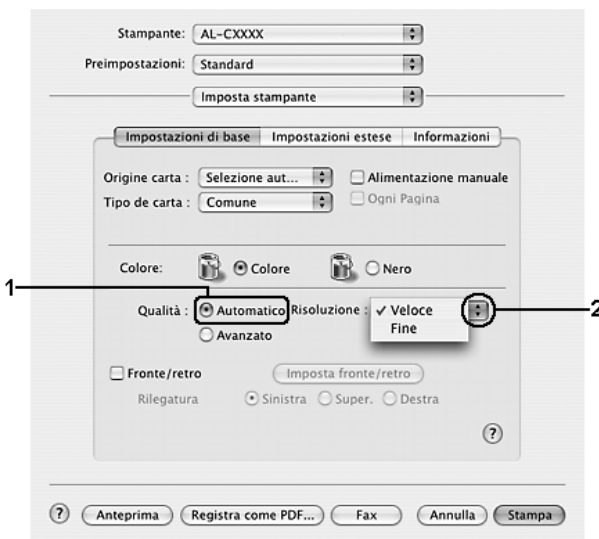 Stampante: AL-CXXXX
Preimpostazioni: Standard
Imposta stampante
Impostazioni di base Impostazioni estese Informazioni
Origine carta : Selezione aut... Alimentazione manuale
Tipo de carta : Comune Ogni Pagina
Colore: Colore Nero
1
Qualità : Automatico Risoluzione : ✓ Veloce 2
Avanzato Fine
Fronte/retro Imposta fronte/retro
Rilegatura Sinistra Super. Destra
?
? Anteprima Registra come PDF... Fax Annulla Stampa